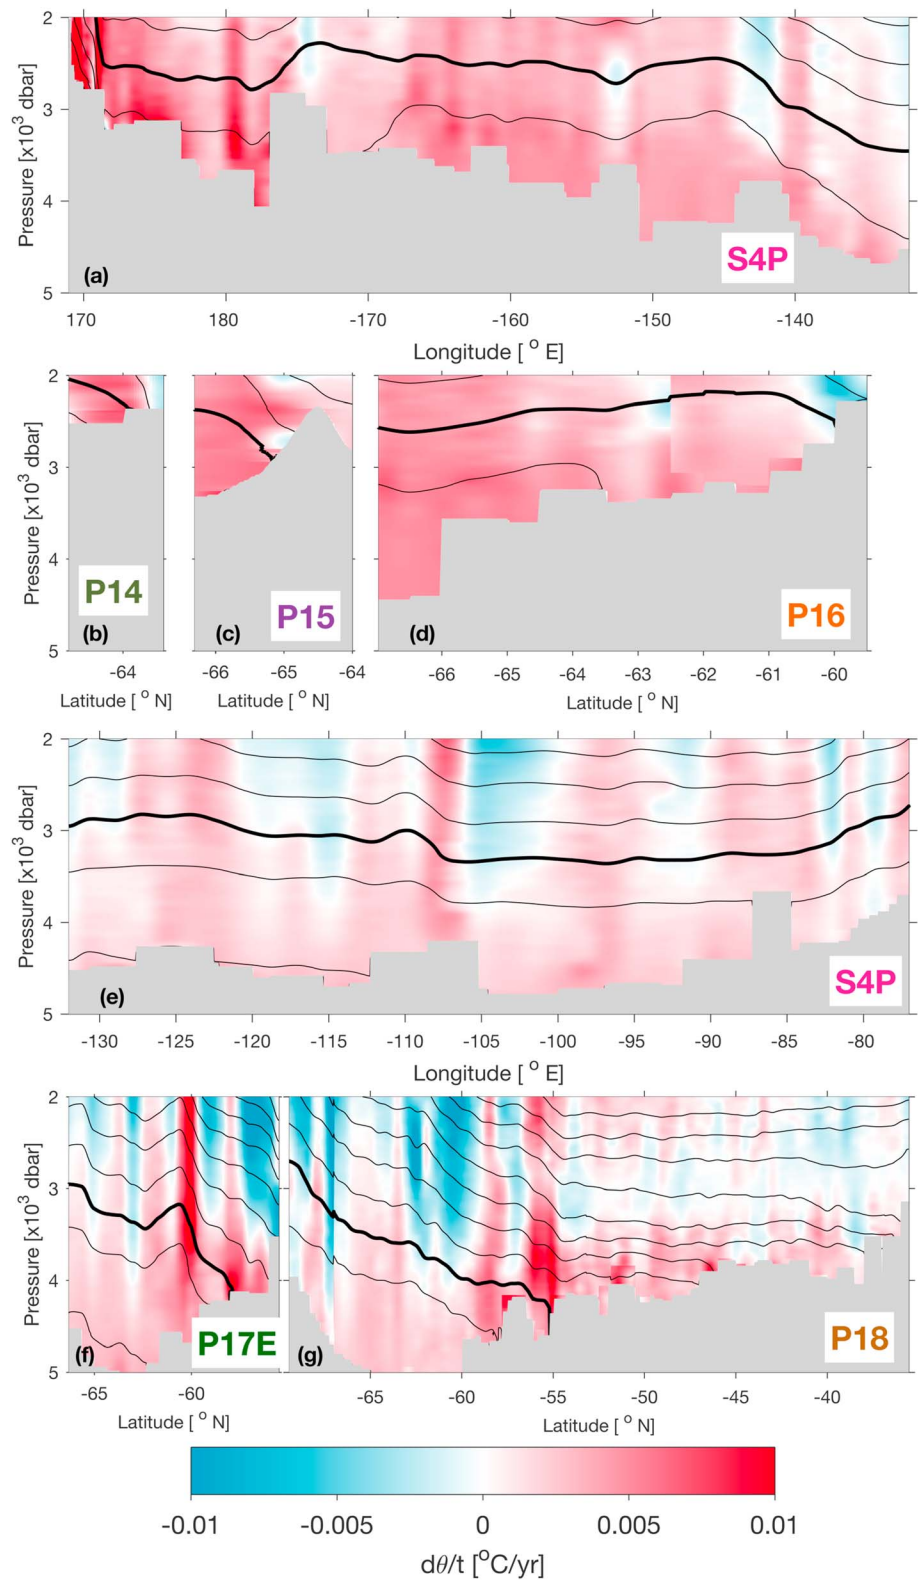 2
3
4
5
Pressure [x10³ dbar]
(a)
S4P
170 180 -170 -160 -150 -140
Longitude [ ° E]
2
3
4
5
Pressure [x10³ dbar]
P14
(b)
-64
Latitude [ ° N]
P15
(c)
-66 -65 -64
Latitude [ ° N]
P16
(d)
-66 -65 -64 -63 -62 -61 -60
Latitude [ ° N]
2
3
4
5
Pressure [x10³ dbar]
(e)
S4P
-130 -125 -120 -115 -110 -105 -100 -95 -90 -85 -80
Longitude [ ° E]
2
3
4
5
Pressure [x10³ dbar]
(f)
P17E
-65 -60
Latitude [ ° N]
(g)
P18
-65 -60 -55 -50 -45 -40
Latitude [ ° N]
-0.01 -0.005 0 0.005 0.01
dθ/t [°C/yr]